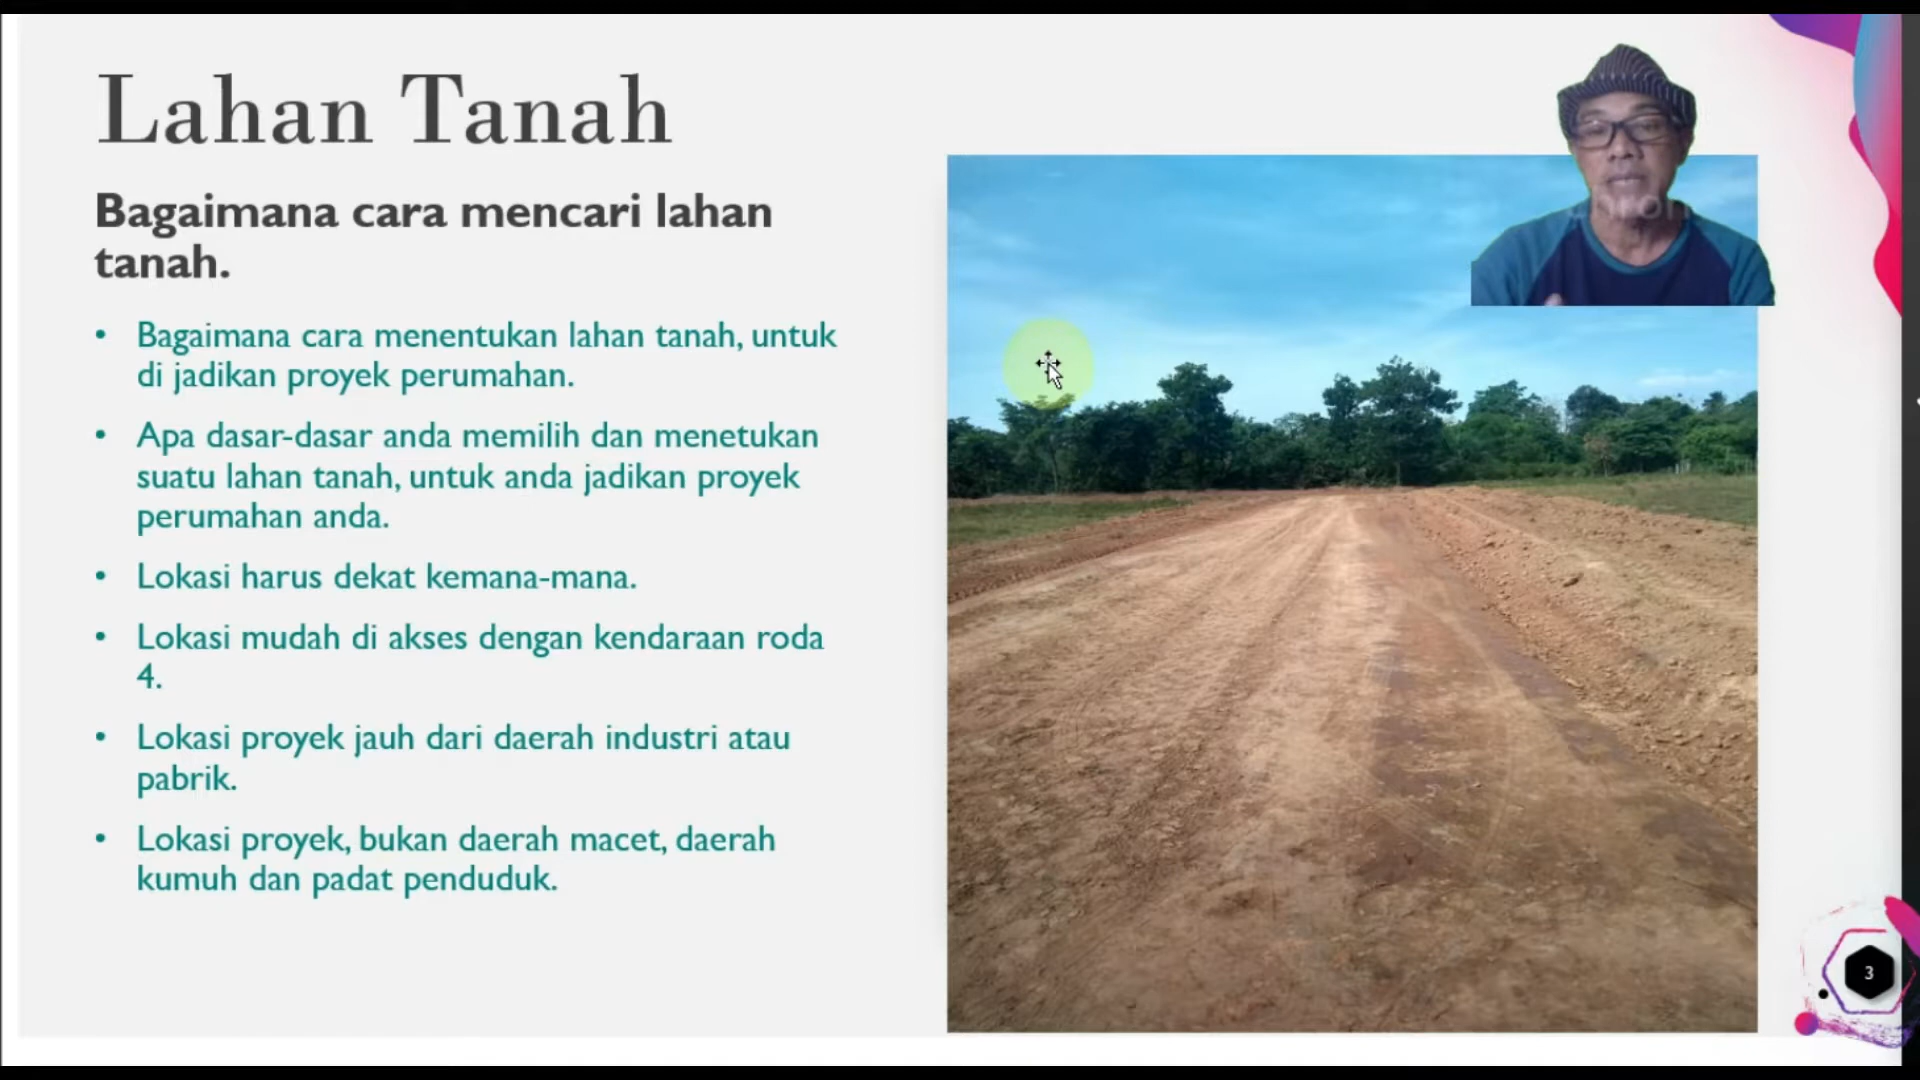 Lahan Tanah
Bagaimana cara mencari lahan
tanah.
• Bagaimana cara menentukan lahan tanah, untuk
di jadikan proyek perumahan.
• Apa dasar-dasar anda memilih dan menetukan
suatu lahan tanah, untuk anda jadikan proyek
perumahan anda.
• Lokasi harus dekat kemana-mana.
• Lokasi mudah di akses dengan kendaraan roda
4.
• Lokasi proyek jauh dari daerah industri atau
pabrik.
• Lokasi proyek, bukan daerah macet, daerah
kumuh dan padat penduduk.
3